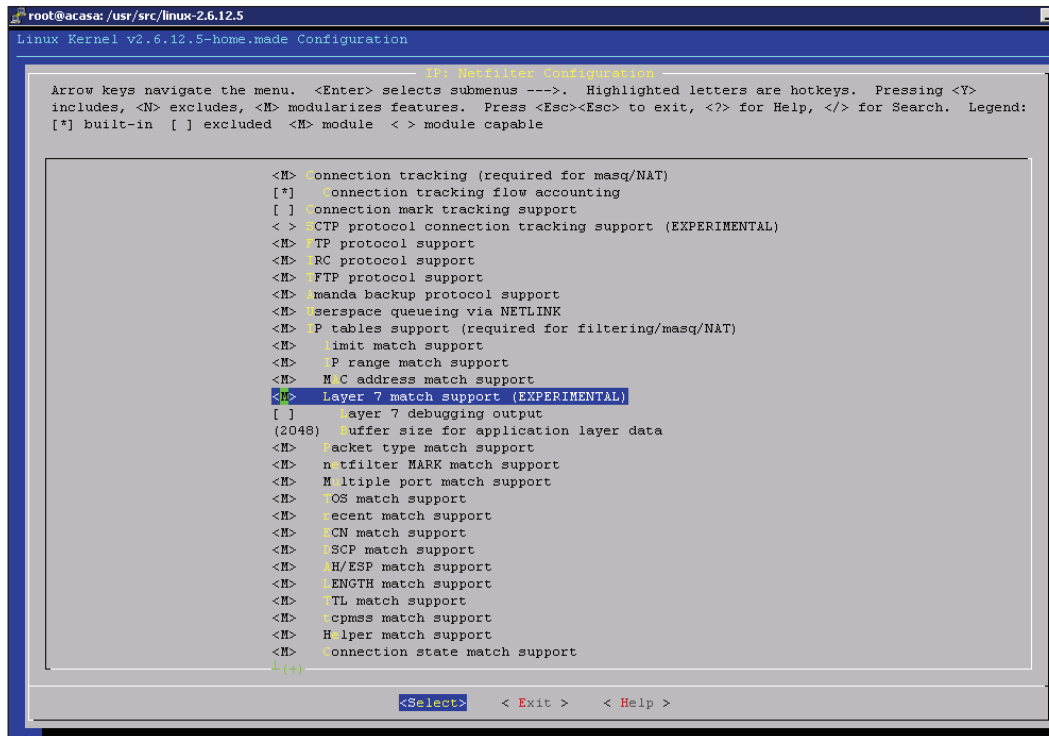 root@acasa: /usr/src/linux-2.6.12.5
Linux Kernel v2.6.12.5-home.made Configuration
IP: Netfilter Configuration
Arrow keys navigate the menu. <Enter> selects submenus --->. Highlighted letters are hotkeys. Pressing <Y>
includes, <N> excludes, <M> modularizes features. Press <Esc><Esc> to exit, <?> for Help, </> for Search. Legend:
[*] built-in [ ] excluded <M> module < > module capable
<M> Connection tracking (required for masq/NAT)
[*] Connection tracking flow accounting
[ ] Connection mark tracking support
< > SCTP protocol connection tracking support (EXPERIMENTAL)
<M> FTP protocol support
<M> IRC protocol support
<M> TFTP protocol support
<M> Amanda backup protocol support
<M> Userspace queueing via NETLINK
<M> IP tables support (required for filtering/masq/NAT)
<M> limit match support
<M> IP range match support
<M> MAC address match support
<M> Layer 7 match support (EXPERIMENTAL)
[ ] Layer 7 debugging output
(2048) Buffer size for application layer data
<M> Packet type match support
<M> netfilter MARK match support
<M> Multiple port match support
<M> TOS match support
<M> recent match support
<M> ECN match support
<M> DSCP match support
<M> AH/ESP match support
<M> LENGTH match support
<M> TTL match support
<M> tcpmss match support
<M> Helper match support
<M> Connection state match support
(+)
<Select> < Exit > < Help >